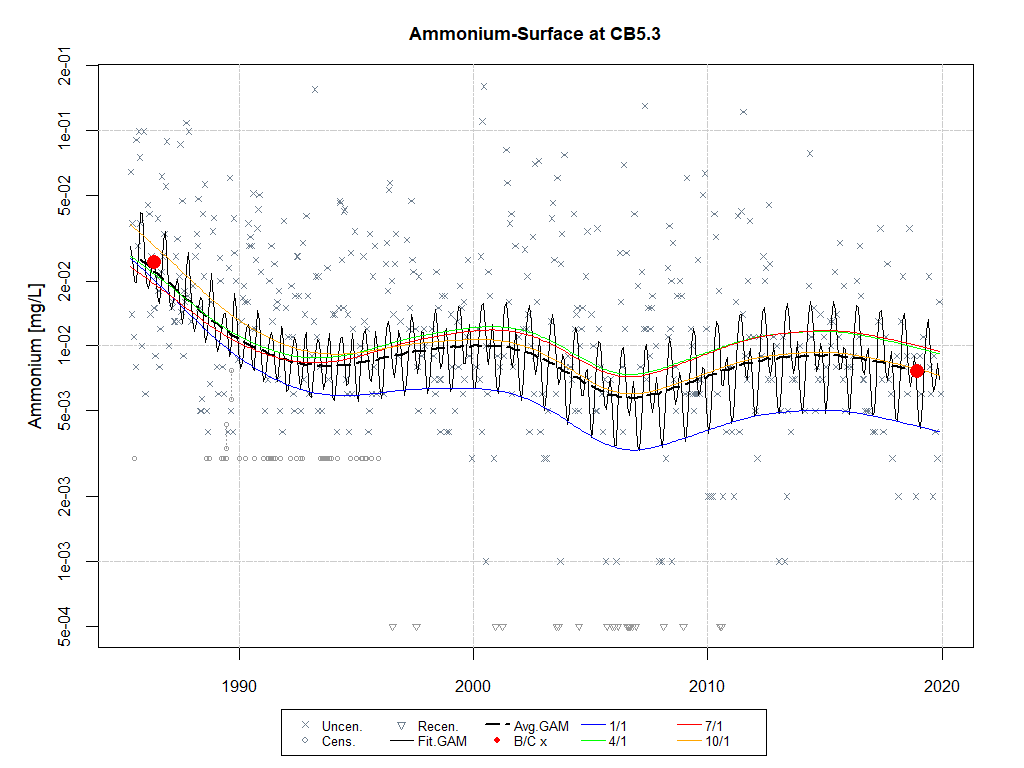 Ammonium-Surface at CB5.3
Ammonium [mg/L]
2e-01
1e-01
5e-02
2e-02
1e-02
5e-03
2e-03
1e-03
5e-04
1990 2000 2010 2020
Uncen. Recen. Avg.GAM 1/1 7/1
Cens. Fit.GAM B/C x 4/1 10/1